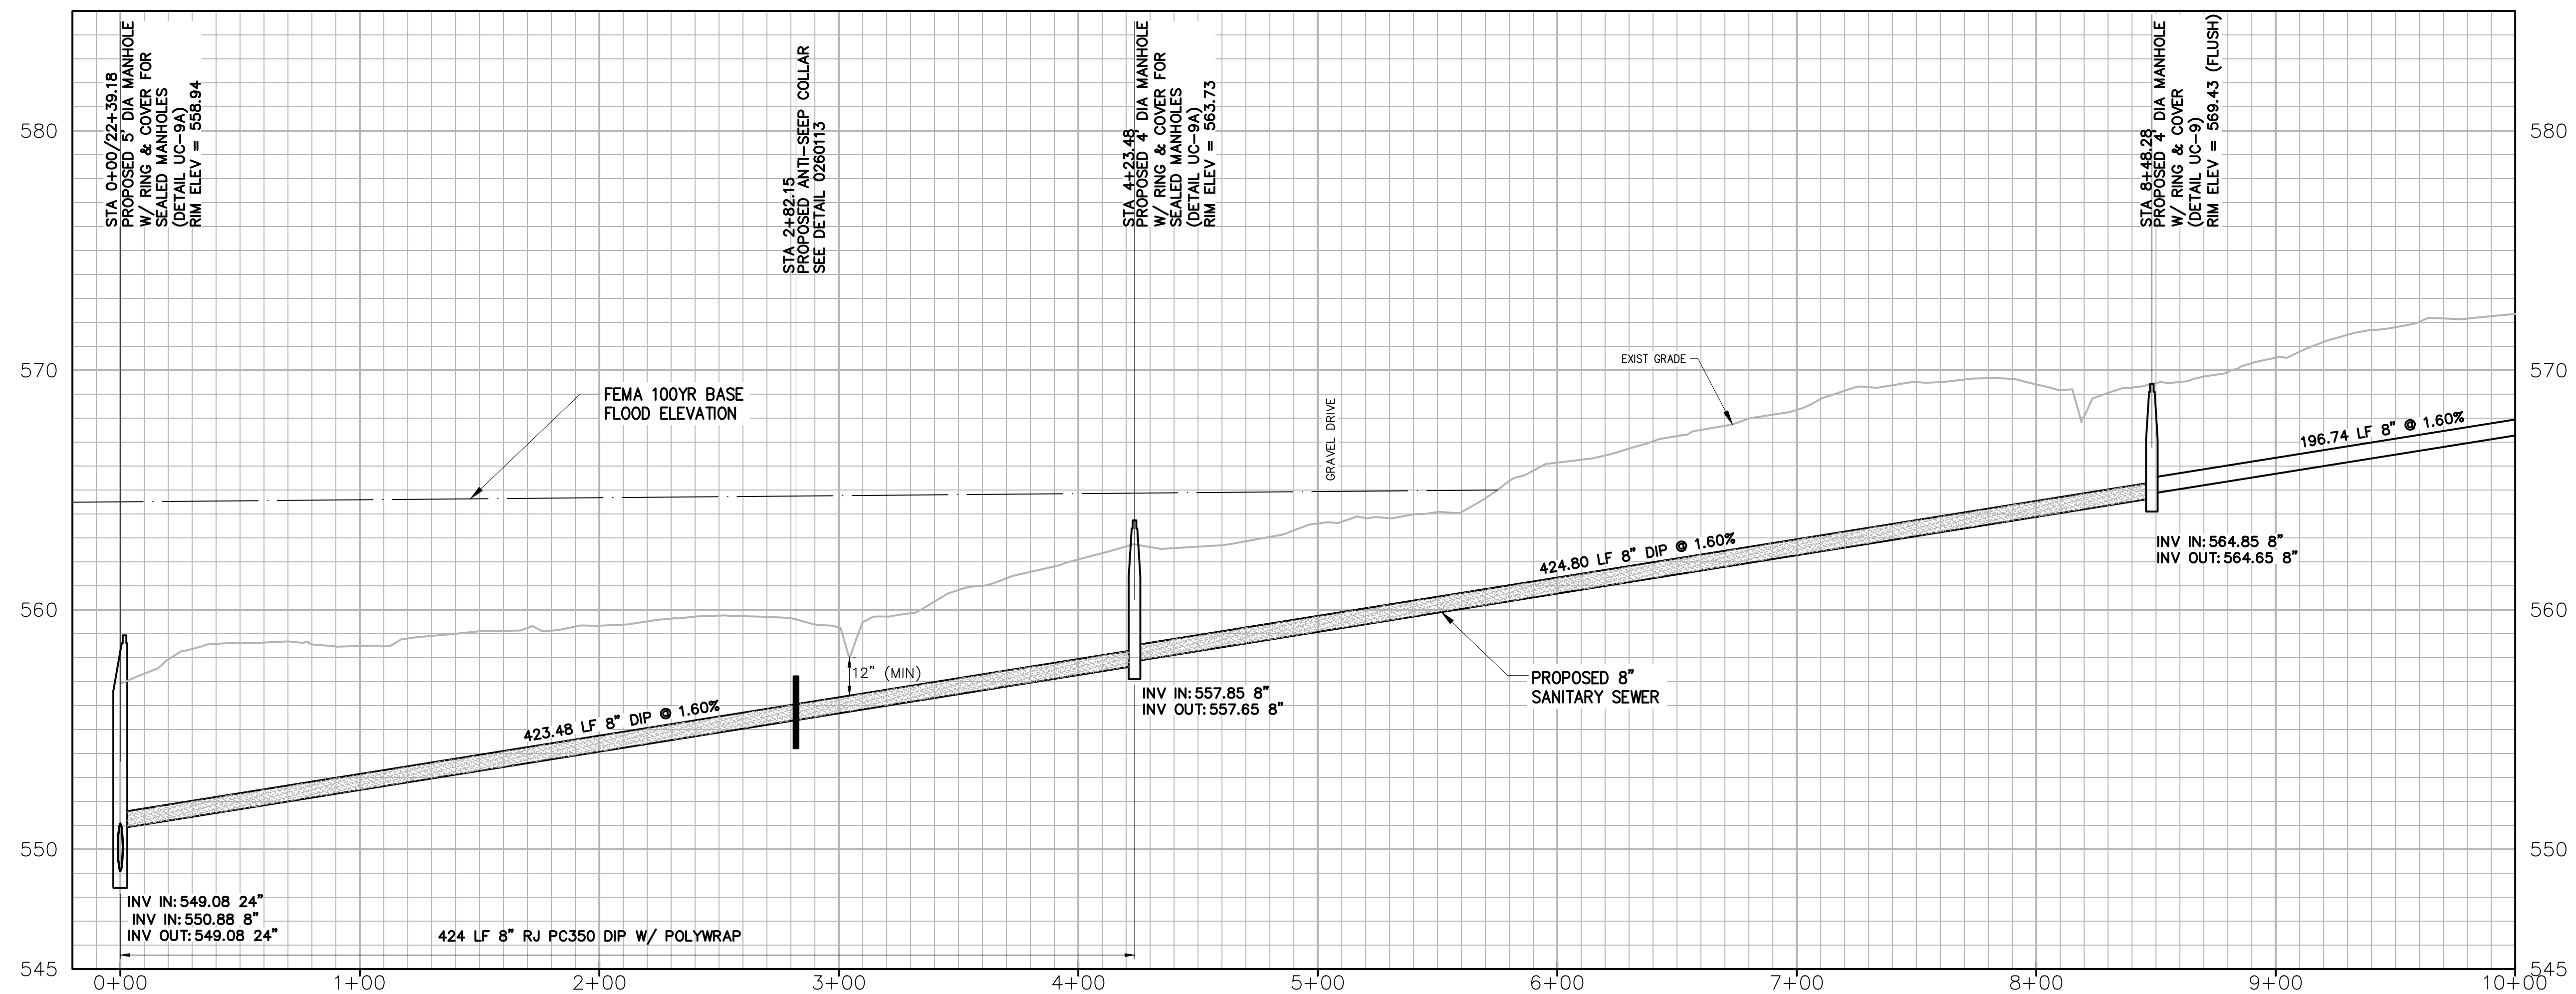 STA 0+00/22+39.18
PROPOSED 5' DIA MANHOLE
W/ RING & COVER FOR
SEALED MANHOLES
(DETAIL UC-9A)
RIM ELEV = 558.94
STA 2+82.15
PROPOSED ANTI-SEEP COLLAR
SEE DETAIL 0260113
STA 4+23.48
PROPOSED 4' DIA MANHOLE
W/ RING & COVER FOR
SEALED MANHOLES
(DETAIL UC-9A)
RIM ELEV = 563.73
STA 8+48.28
PROPOSED 4' DIA MANHOLE
W/ RING & COVER
(DETAIL UC-9)
RIM ELEV = 569.43 (FLUSH)
580
570
560
550
545
580
570
560
550
545
FEMA 100YR BASE
FLOOD ELEVATION
GRAVEL DRIVE
EXIST GRADE
196.74 LF 8" @ 1.60%
424.80 LF 8" DIP @ 1.60%
INV IN:564.85 8"
INV OUT:564.65 8"
12" (MIN)
PROPOSED 8"
SANITARY SEWER
INV IN:557.85 8"
INV OUT:557.65 8"
423.48 LF 8" DIP @ 1.60%
INV IN:549.08 24"
INV IN:550.88 8"
INV OUT:549.08 24"
424 LF 8" RJ PC350 DIP W/ POLYWRAP
0+00
1+00
2+00
3+00
4+00
5+00
6+00
7+00
8+00
9+00
10+00